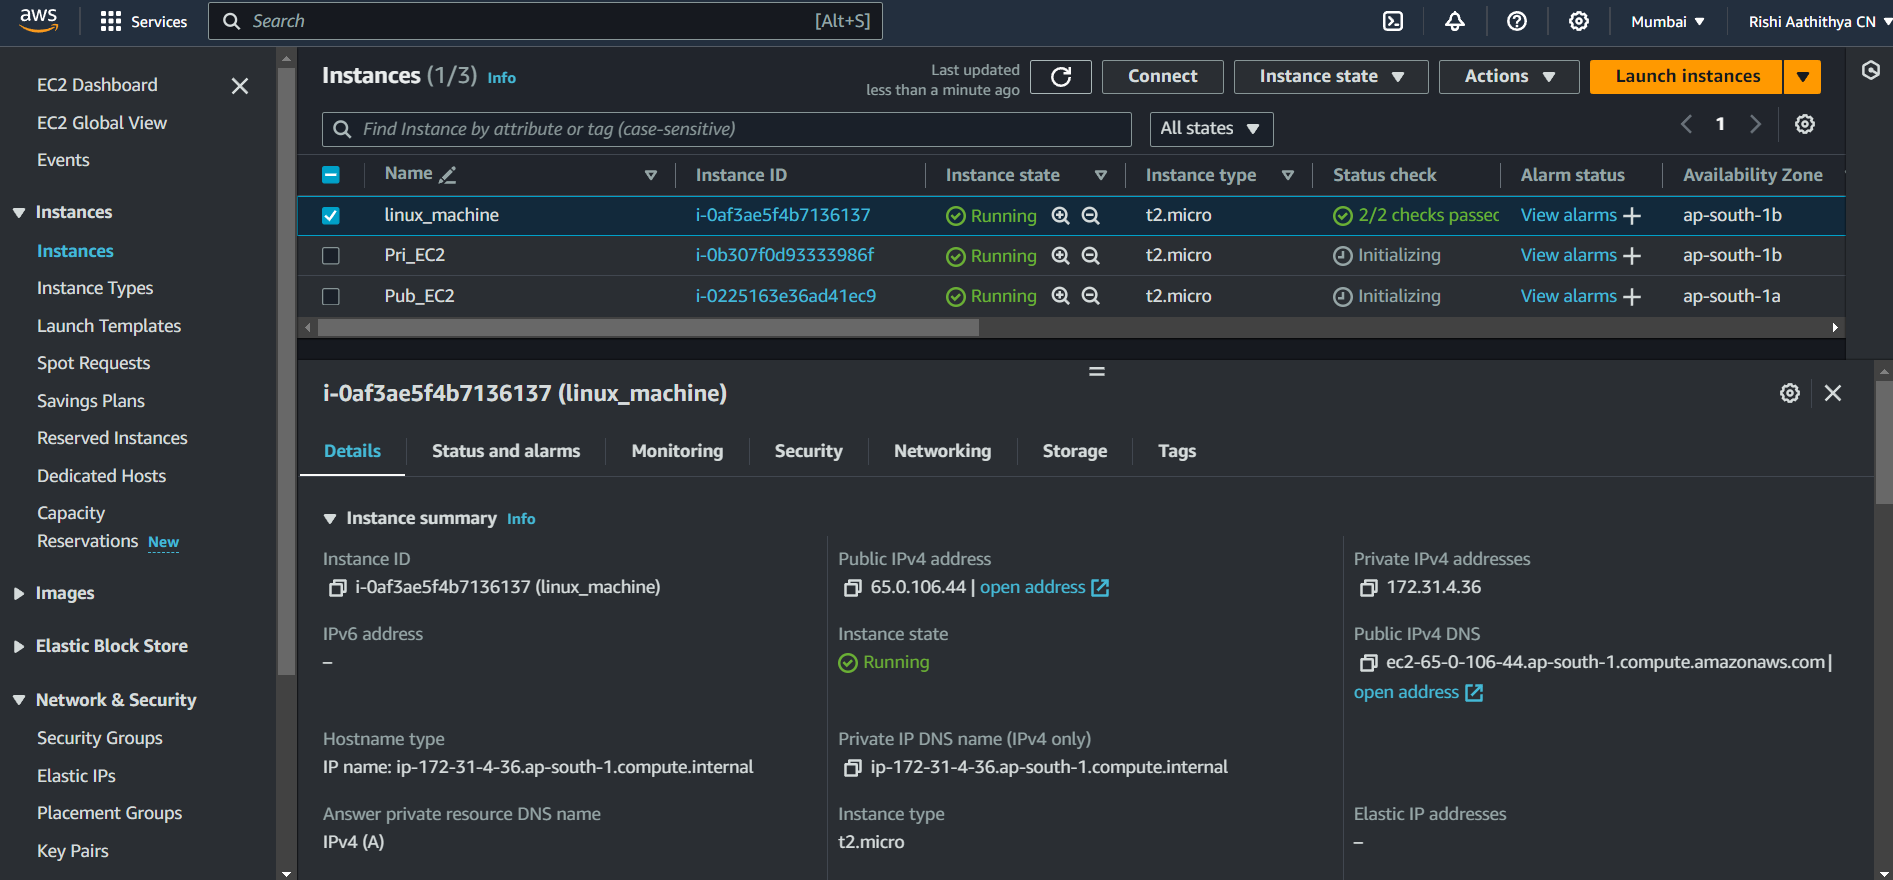 aws
Services
Search
[Alt+S]
Mumbai
Rishi Aathithya CN
EC2 Dashboard
EC2 Global View
Events
Instances
Instances
Instance Types
Launch Templates
Spot Requests
Savings Plans
Reserved Instances
Dedicated Hosts
Capacity
Reservations New
Images
Elastic Block Store
Network & Security
Security Groups
Elastic IPs
Placement Groups
Key Pairs
Instances (1/3) Info
Last updated
less than a minute ago
Connect
Instance state
Actions
Launch instances
Find Instance by attribute or tag (case-sensitive)
All states
1
Name Instance ID Instance state Instance type Status check Alarm status Availability Zone
linux_machine i-0af3ae5f4b7136137 Running t2.micro 2/2 checks passec View alarms ap-south-1b
Pri_EC2 i-0b307f0d93333986f Running t2.micro Initializing View alarms ap-south-1b
Pub_EC2 i-0225163e36ad41ec9 Running t2.micro Initializing View alarms ap-south-1a
i-0af3ae5f4b7136137 (linux_machine)
Details Status and alarms Monitoring Security Networking Storage Tags
Instance summary Info
Instance ID
i-0af3ae5f4b7136137 (linux_machine)
Public IPv4 address
65.0.106.44 | open address
Private IPv4 addresses
172.31.4.36
IPv6 address
–
Instance state
Running
Public IPv4 DNS
ec2-65-0-106-44.ap-south-1.compute.amazonaws.com |
open address
Hostname type
IP name: ip-172-31-4-36.ap-south-1.compute.internal
Private IP DNS name (IPv4 only)
ip-172-31-4-36.ap-south-1.compute.internal
Answer private resource DNS name
IPv4 (A)
Instance type
t2.micro
Elastic IP addresses
–